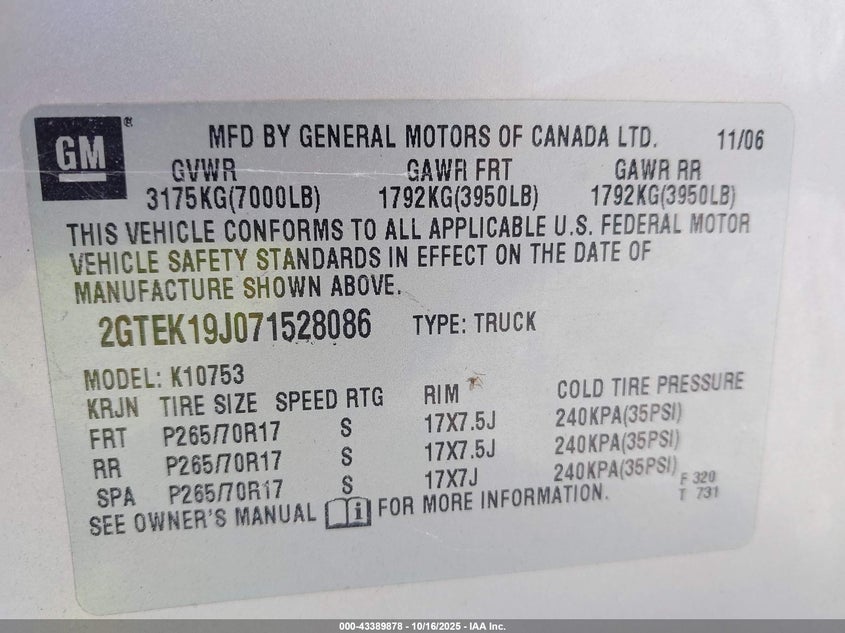 GM®
MFD BY GENERAL MOTORS OF CANADA LTD. 11/06
GVWR GAWR FRT GAWR RR
3175KG(7000LB) 1792KG(3950LB) 1792KG(3950LB)
THIS VEHICLE CONFORMS TO ALL APPLICABLE U.S. FEDERAL MOTOR
VEHICLE SAFETY STANDARDS IN EFFECT ON THE DATE OF
MANUFACTURE SHOWN ABOVE.
2GTEK19J071528086 TYPE: TRUCK
MODEL: K10753
KRJN TIRE SIZE SPEED RTG RIM COLD TIRE PRESSURE
FRT P265/70R17 S 17X7.5J 240KPA(35PSI)
RR P265/70R17 S 17X7.5J 240KPA(35PSI)
SPA P265/70R17 S 17X7J 240KPA(35PSI)
SEE OWNER'S MANUAL i FOR MORE INFORMATION.
F 320
T 731
000-43389878 - 10/16/2025 - IAA Inc.